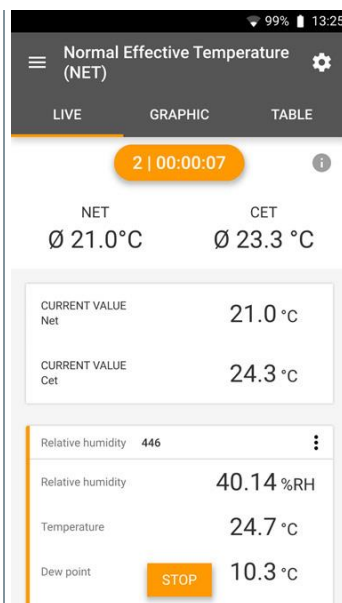 99% 13:25
Normal Effective Temperature
(NET)
LIVE GRAPHIC TABLE
2 | 00:00:07
NET CET
Ø 21.0°C Ø 23.3 °C
CURRENT VALUE
Net
21.0 °C
CURRENT VALUE
Cet
24.3 °C
Relative humidity 446
Relative humidity 40.14 %RH
Temperature 24.7 °C
Dew point 10.3 °C
STOP